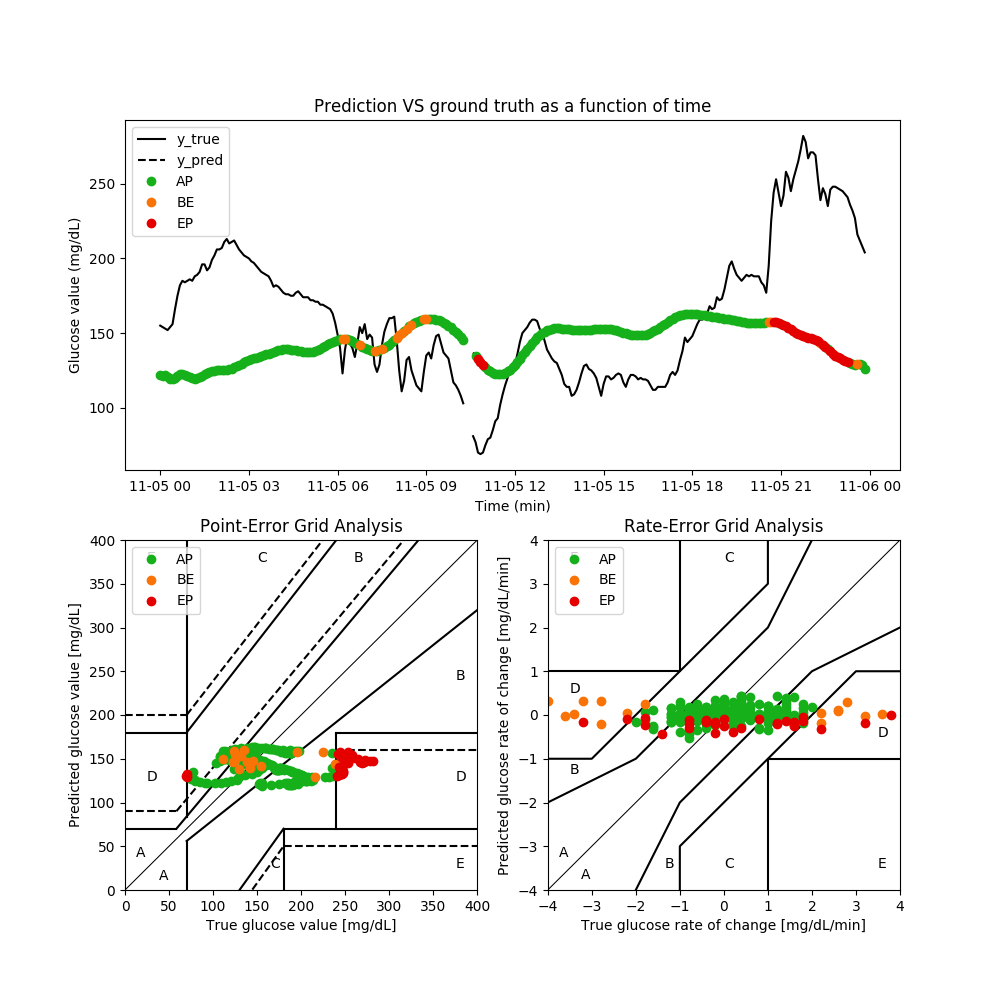 Prediction VS ground truth as a function of time
Glucose value (mg/dL)
250
200
150
100
y_true
y_pred
AP
BE
EP
11-05 00 11-05 03 11-05 06 11-05 09 11-05 12 11-05 15 11-05 18 11-05 21 11-06 00
Time (min)
Point-Error Grid Analysis
Predicted glucose value [mg/dl]
400
350
300
250
200
150
100
50
0
AP
BE
EP
C
B
B
D
D
A
A
C
E
0 50 100 150 200 250 300 350 400
True glucose value [mg/dL]
Rate-Error Grid Analysis
Predicted glucose rate of change [mg/dL/min]
4
3
2
1
0
−1
−2
−3
−4
AP
BE
EP
C
D
D
B
A
A
B
C
E
−4 −3 −2 −1 0 1 2 3 4
True glucose rate of change [mg/dL/min]